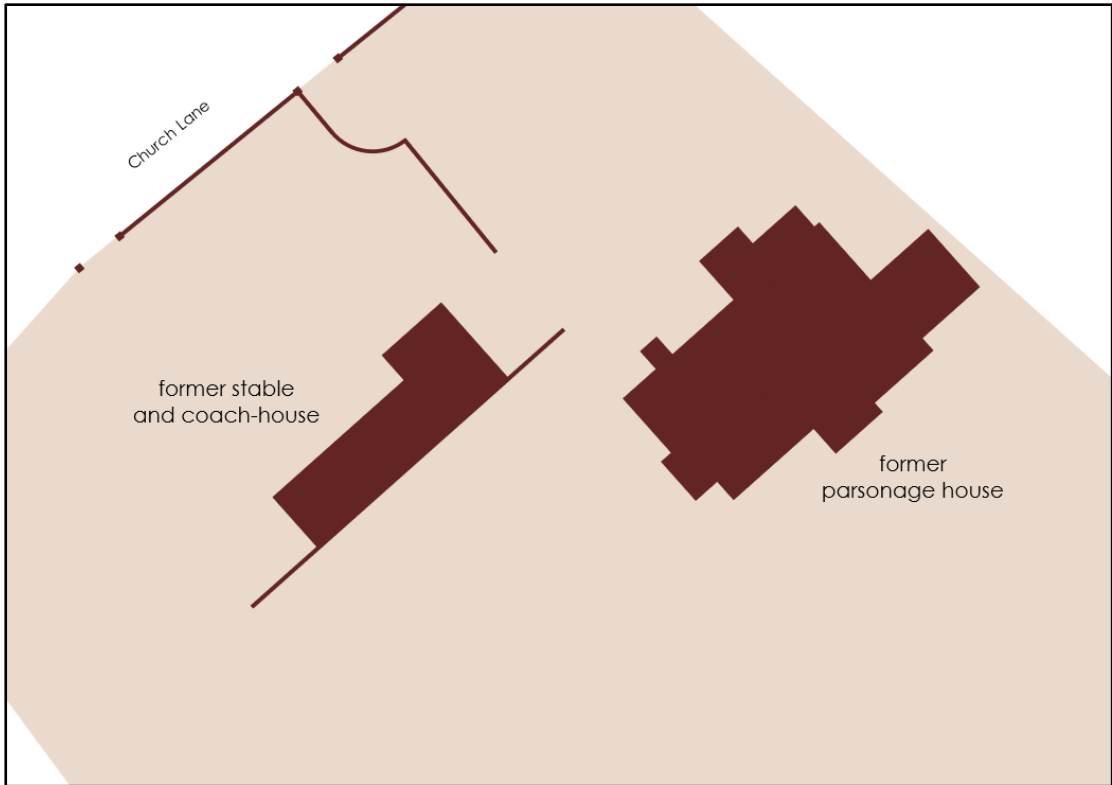 Church Lane
former stable
and coach-house
former
parsonage house